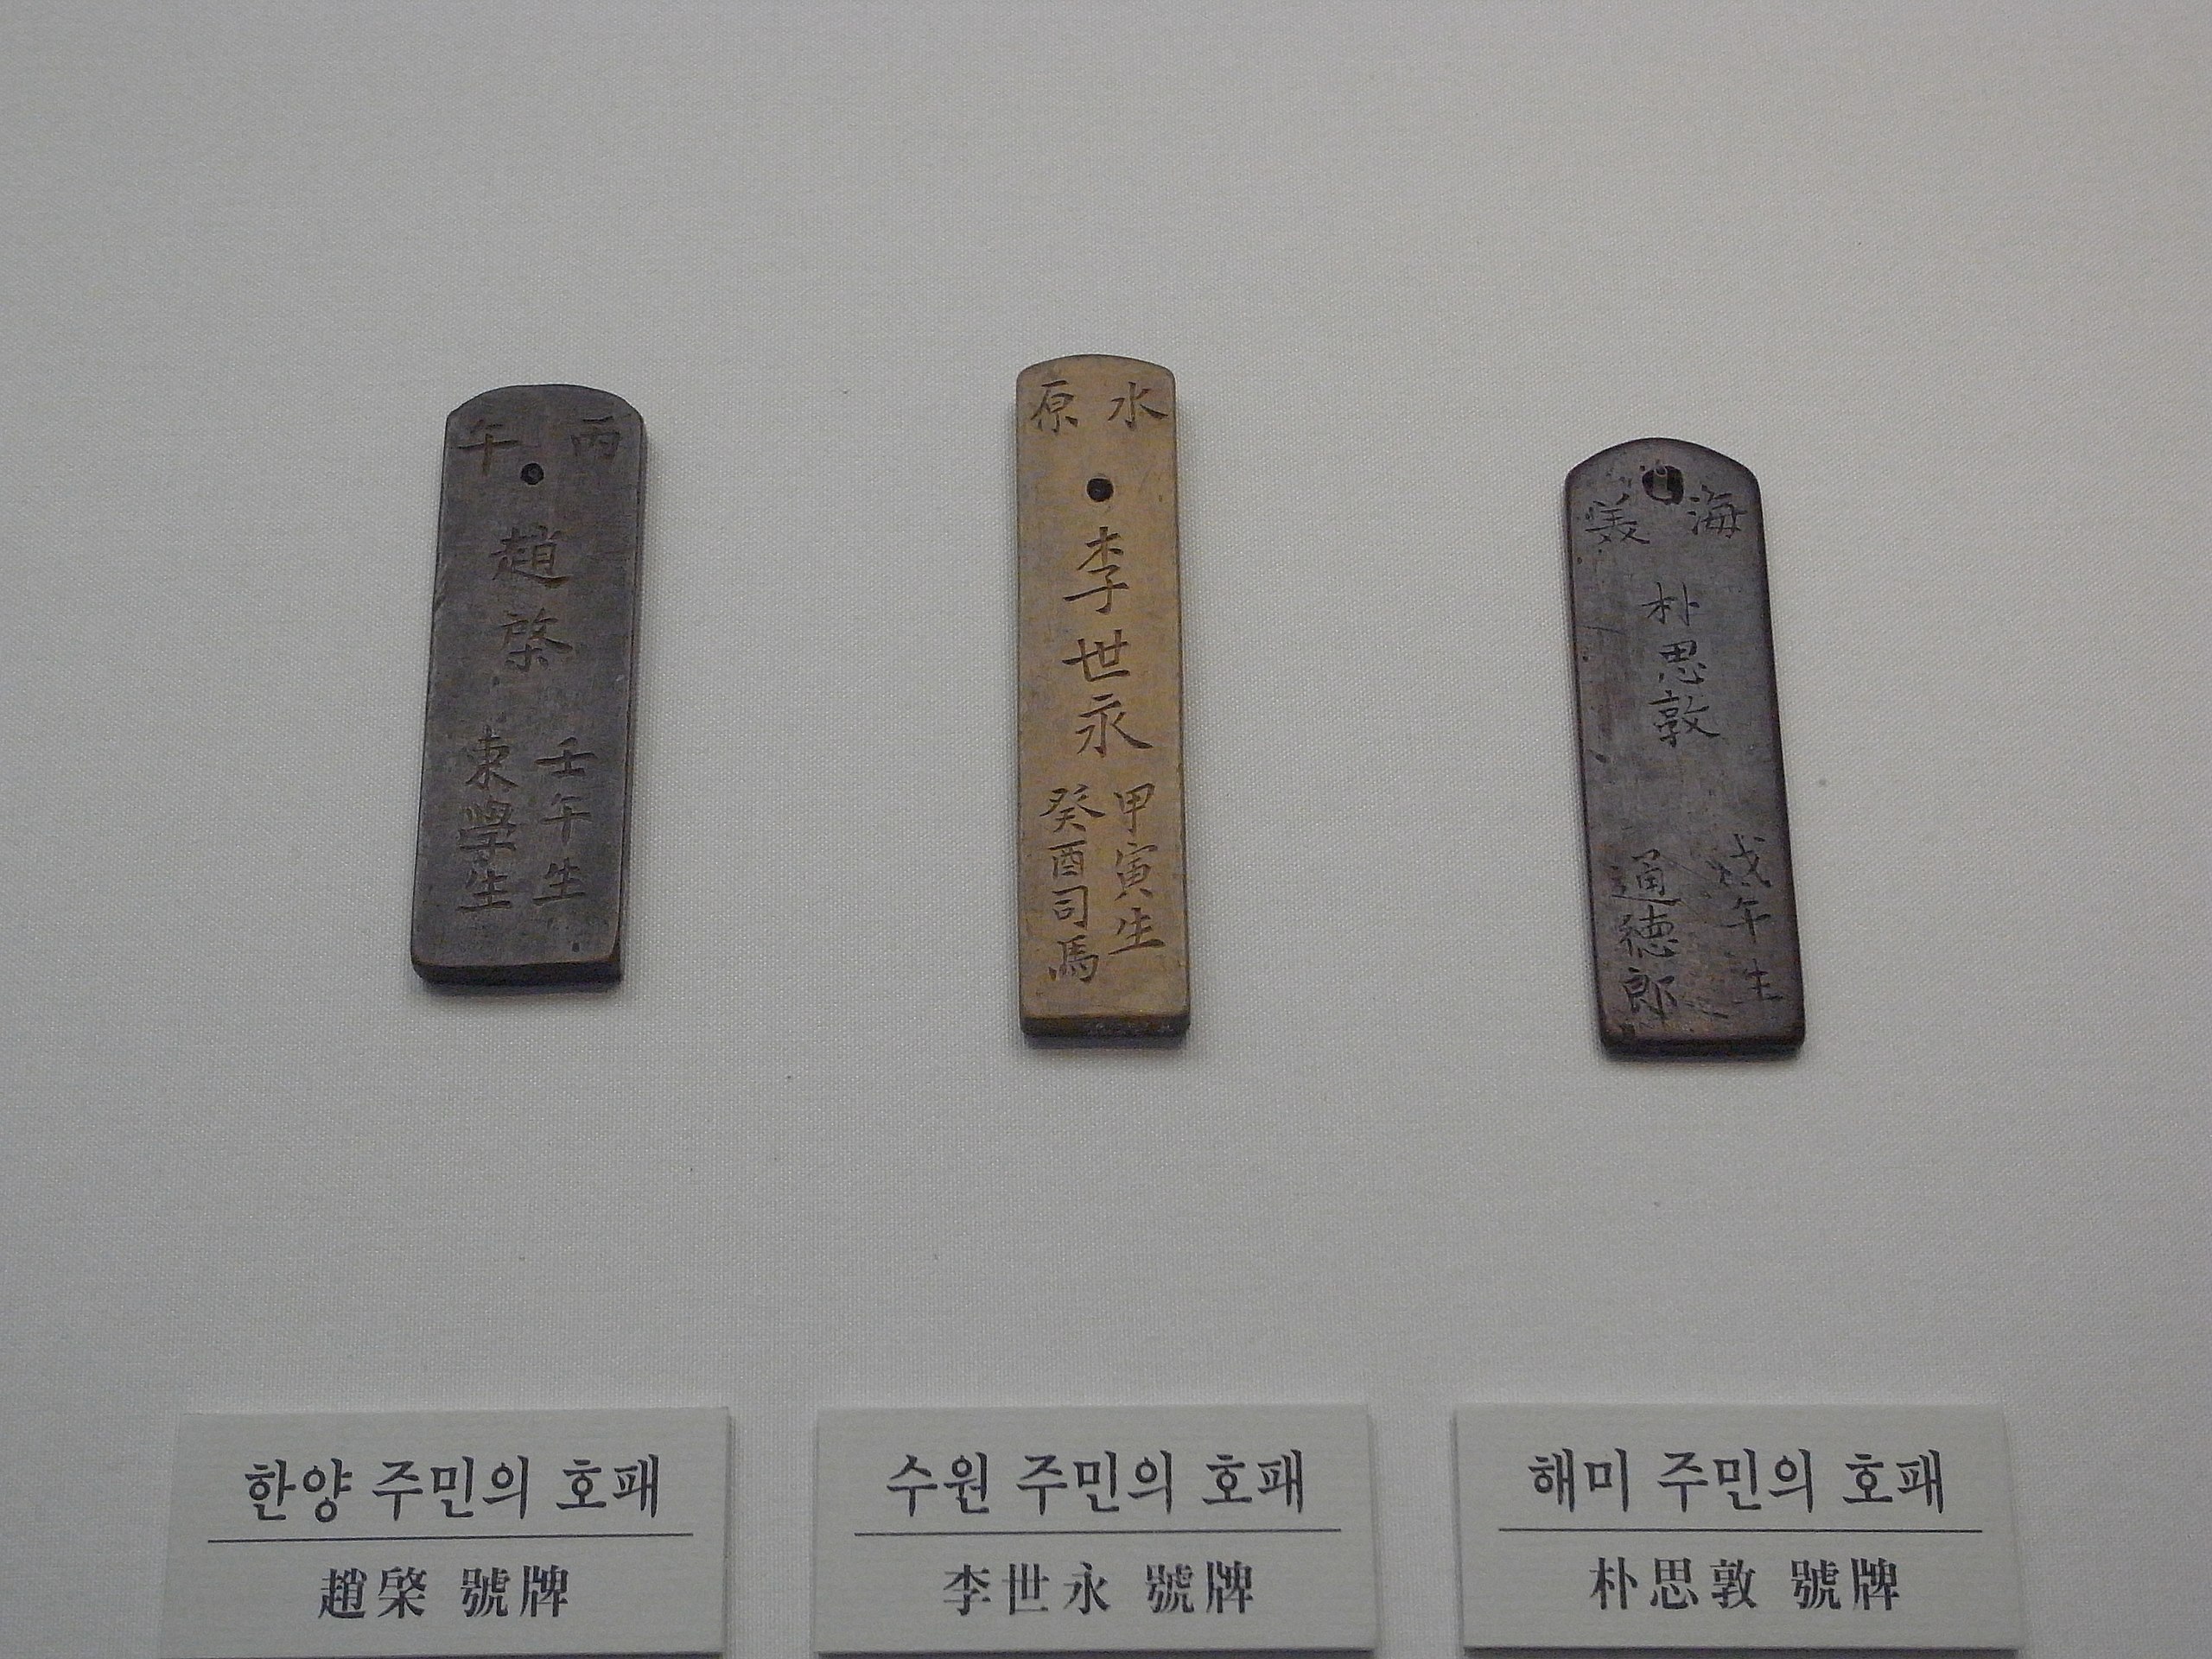 丙午
趙棨
壬午生
東學生
水原
李世永
甲寅生
癸酉司馬
海美
朴思敦
戊午生
通德郎
한양 주민의 호패
趙棨 號牌
수원 주민의 호패
李世永 號牌
해미 주민의 호패
朴思敦 號牌